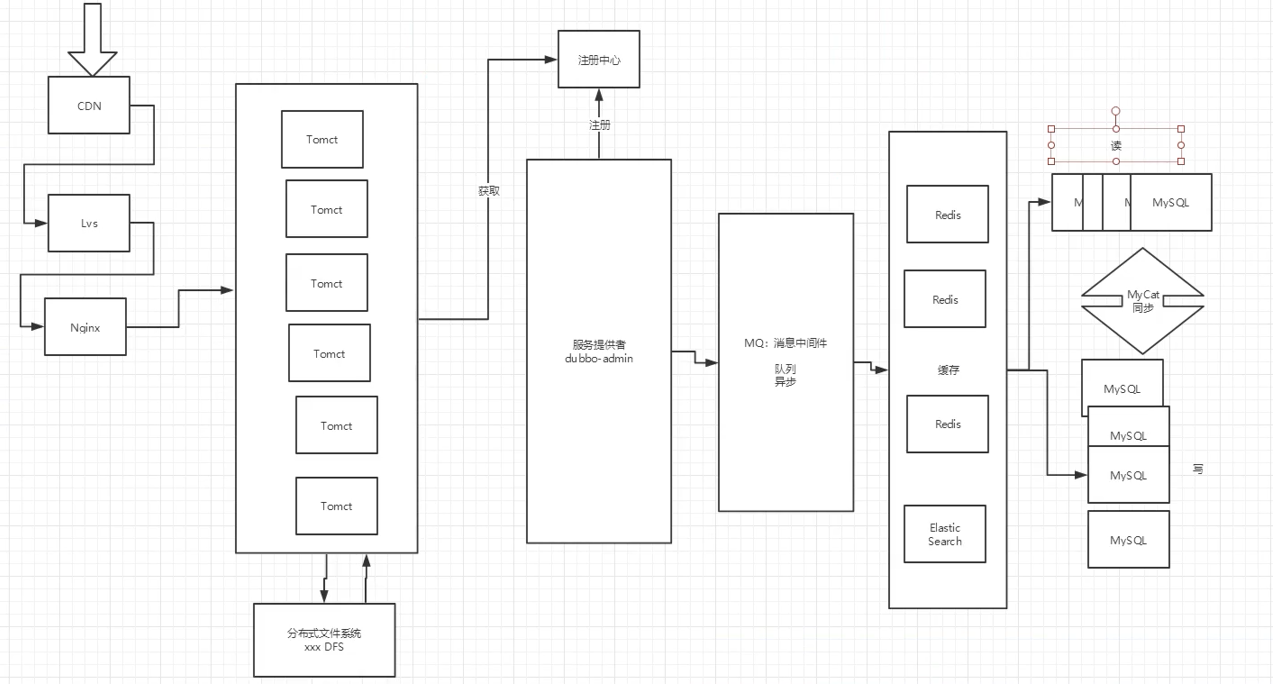 CDN
Lvs
Nginx
Tomct
Tomct
Tomct
Tomct
Tomct
Tomct
分布式文件系统
xxx DFS
获取
注册中心
注册
服务提供者
dubbo-admin
MQ：消息中间件
队列
异步
Redis
Redis
缓存
Redis
Elastic
Search
读
M
M
MySQL
MyCat
同步
MySQL
MySQL
MySQL
写
MySQL